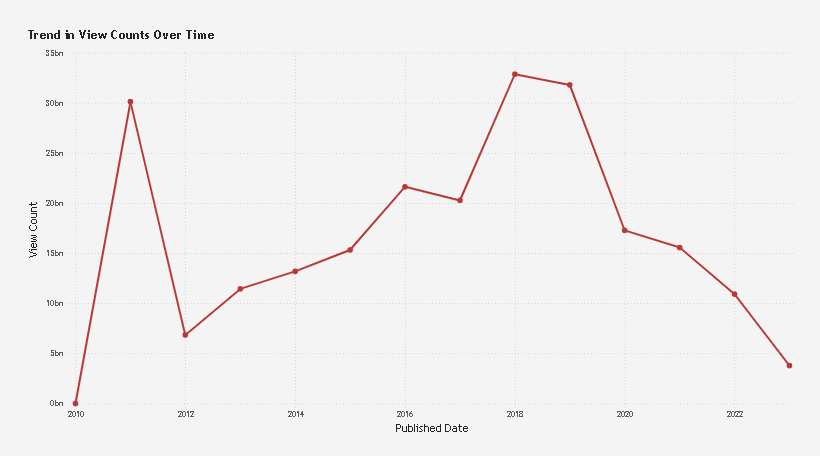 Trend in View Counts Over Time
35bn
30bn
25bn
20bn
15bn
10bn
5bn
0bn
View Count
2010 2012 2014 2016 2018 2020 2022
Published Date